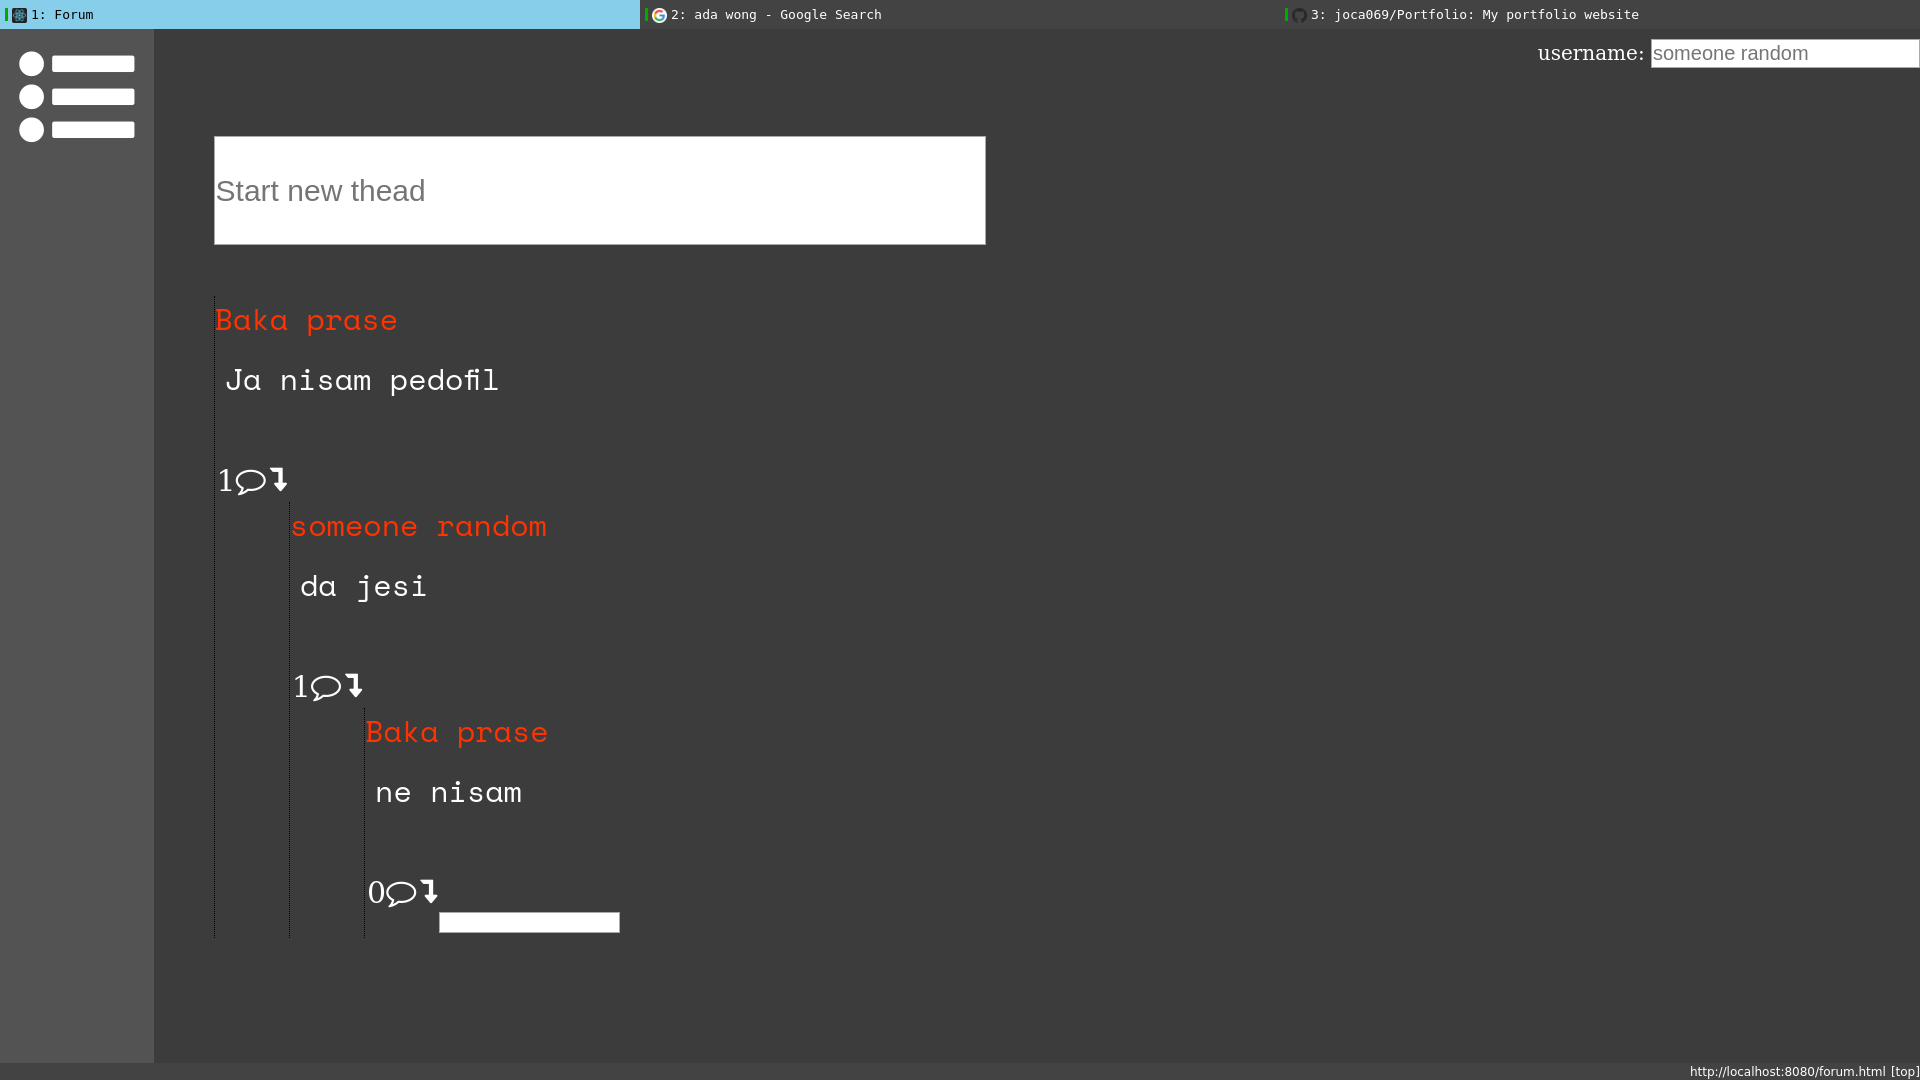 1: Forum
2: ada wong - Google Search
3: joca069/Portfolio: My portfolio website
username: someone random
Start new thead
Baka prase
Ja nisam pedofil
1
someone random
da jesi
1
Baka prase
ne nisam
0
http://localhost:8080/forum.html [top]